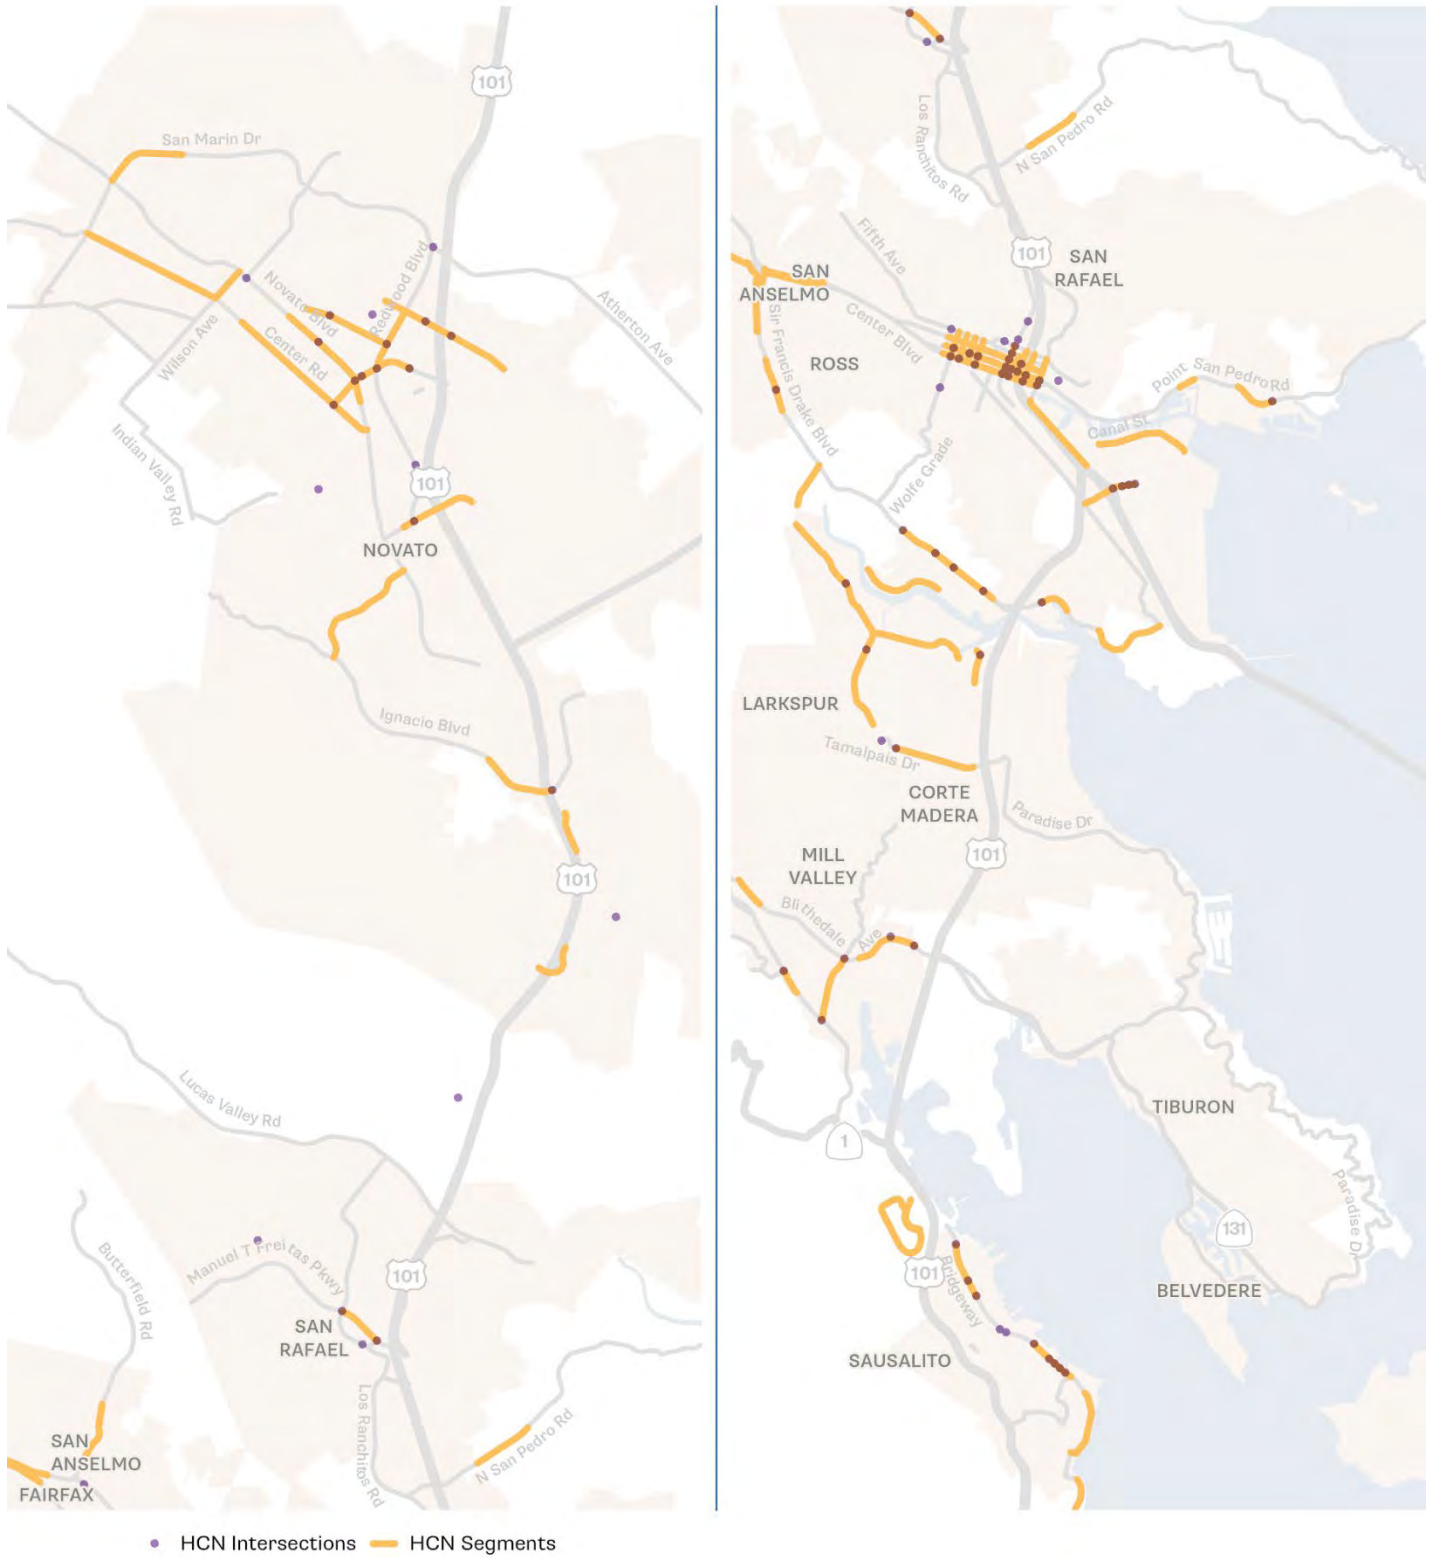 101
San Marin Dr
Redwood Blvd
Atherton Ave
Novato Blvd
Center Rd
Wilson Ave
Indian Valley Rd
101
NOVATO
Ignacio Blvd
101
Lucas Valley Rd
Butterfield Rd
Manuel T Freitas Pkwy
101
SAN
RAFAEL
Los Ranchitos Rd
N San Pedro Rd
SAN
ANSELMO
FAIRFAX
Los Ranchitos Rd
N San Pedro Rd
Fifth Ave
101
SAN
RAFAEL
SAN
ANSELMO
Center Blvd
Sir Francis Drake Blvd
ROSS
Point San Pedro Rd
Canal St
Wolfe Grade
LARKSPUR
Tamalpais Dr
CORTE
MADERA
Paradise Dr
101
MILL
VALLEY
Blithedale Ave
1
TIBURON
Paradise Dr
131
BELVEDERE
101
Bridgeway
SAUSALITO
HCN Intersections
HCN Segments